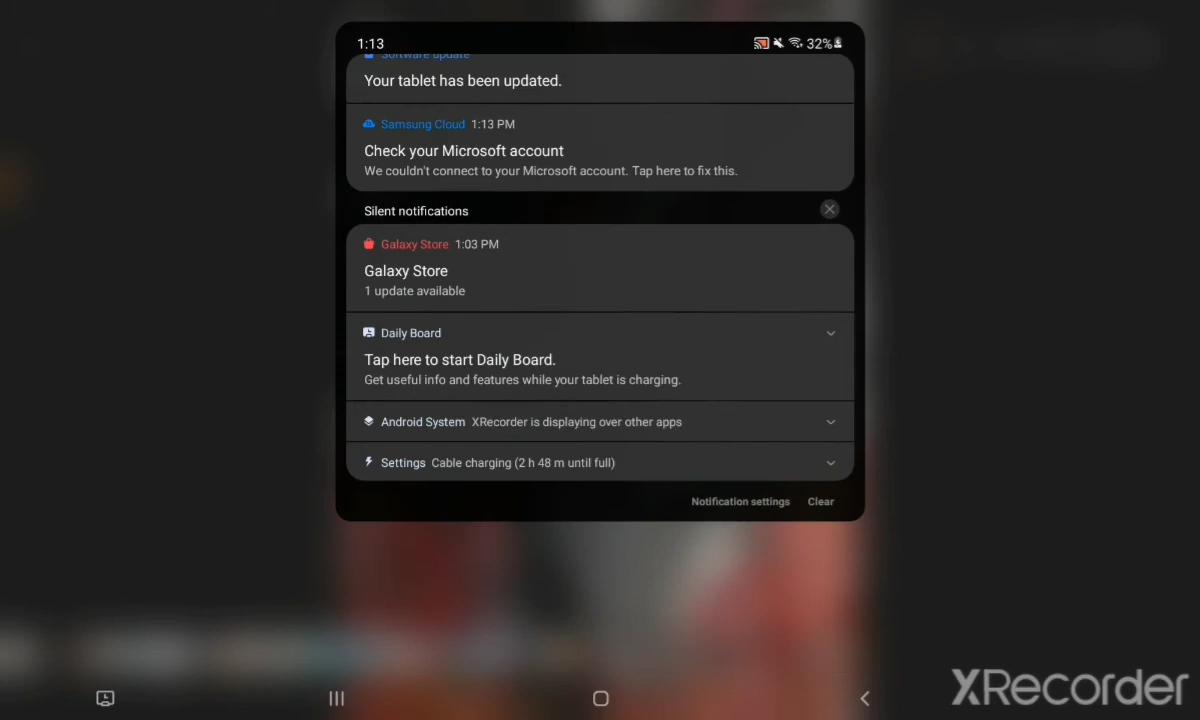 1:13
32%
Software update
Your tablet has been updated.
Samsung Cloud 1:13 PM
Check your Microsoft account
We couldn't connect to your Microsoft account. Tap here to fix this.
Silent notifications
Galaxy Store 1:03 PM
Galaxy Store
1 update available
Daily Board
Tap here to start Daily Board.
Get useful info and features while your tablet is charging.
Android System XRecorder is displaying over other apps
Settings Cable charging (2 h 48 m until full)
Notification settings Clear
XRecorder